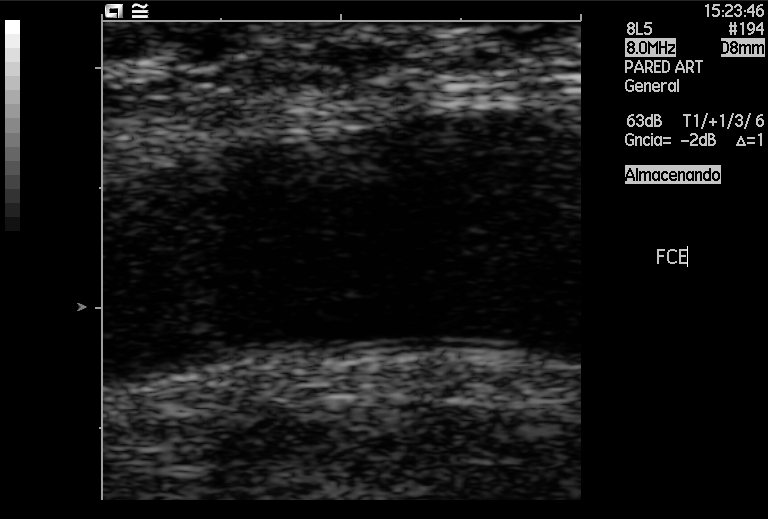 15:23:46
8L5 #194
8.0MHz 08mm
PARED ART
General
63dB T1/+1/3/ 6
Gncia= -2dB Δ=1
Almacenando
FCE